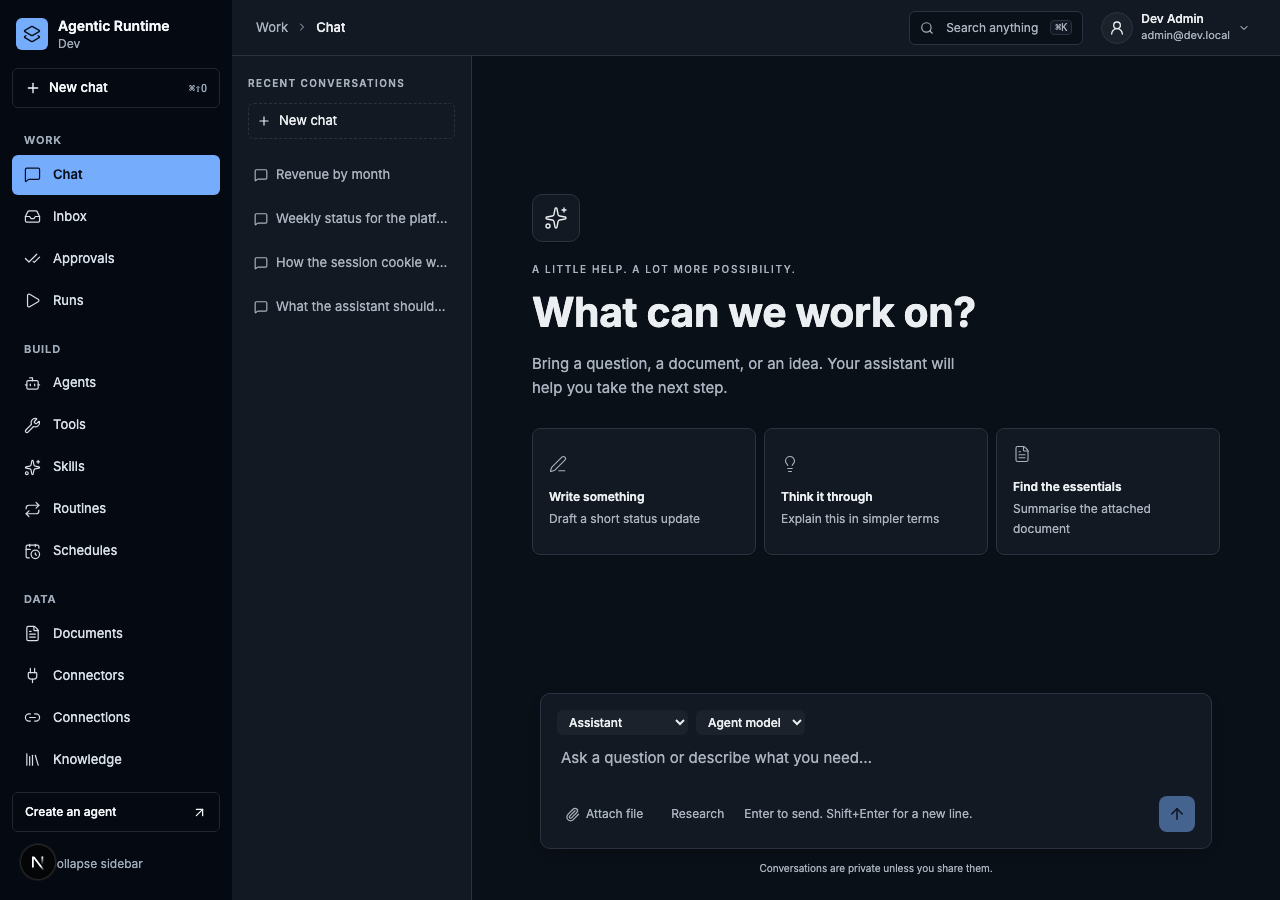 Agentic Runtime
Dev
New chat ⌘⇧O
WORK
Chat
Inbox
Approvals
Runs
BUILD
Agents
Tools
Skills
Routines
Schedules
DATA
Documents
Connectors
Connections
Knowledge
Create an agent
N
ollapse sidebar
Work > Chat
Search anything ⌘K
Dev Admin
admin@dev.local
RECENT CONVERSATIONS
New chat
Revenue by month
Weekly status for the platf...
How the session cookie w...
What the assistant should...
A LITTLE HELP. A LOT MORE POSSIBILITY.
What can we work on?
Bring a question, a document, or an idea. Your assistant will
help you take the next step.
Write something
Draft a short status update
Think it through
Explain this in simpler terms
Find the essentials
Summarise the attached
document
Assistant Agent model
Ask a question or describe what you need...
Attach file Research Enter to send. Shift+Enter for a new line.
Conversations are private unless you share them.